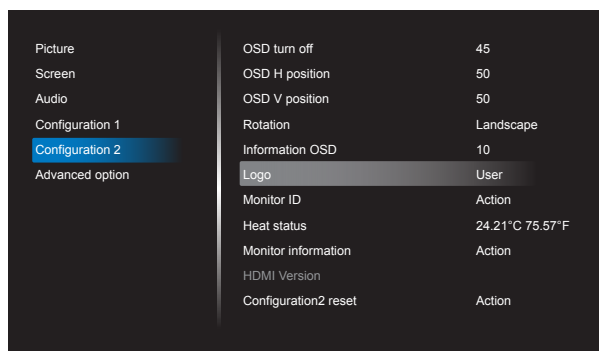 Picture
Screen
Audio
Configuration 1
Configuration 2
Advanced option
OSD turn off 45
OSD H position 50
OSD V position 50
Rotation Landscape
Information OSD 10
Logo User
Monitor ID Action
Heat status 24.21°C 75.57°F
Monitor information Action
HDMI Version
Configuration2 reset Action